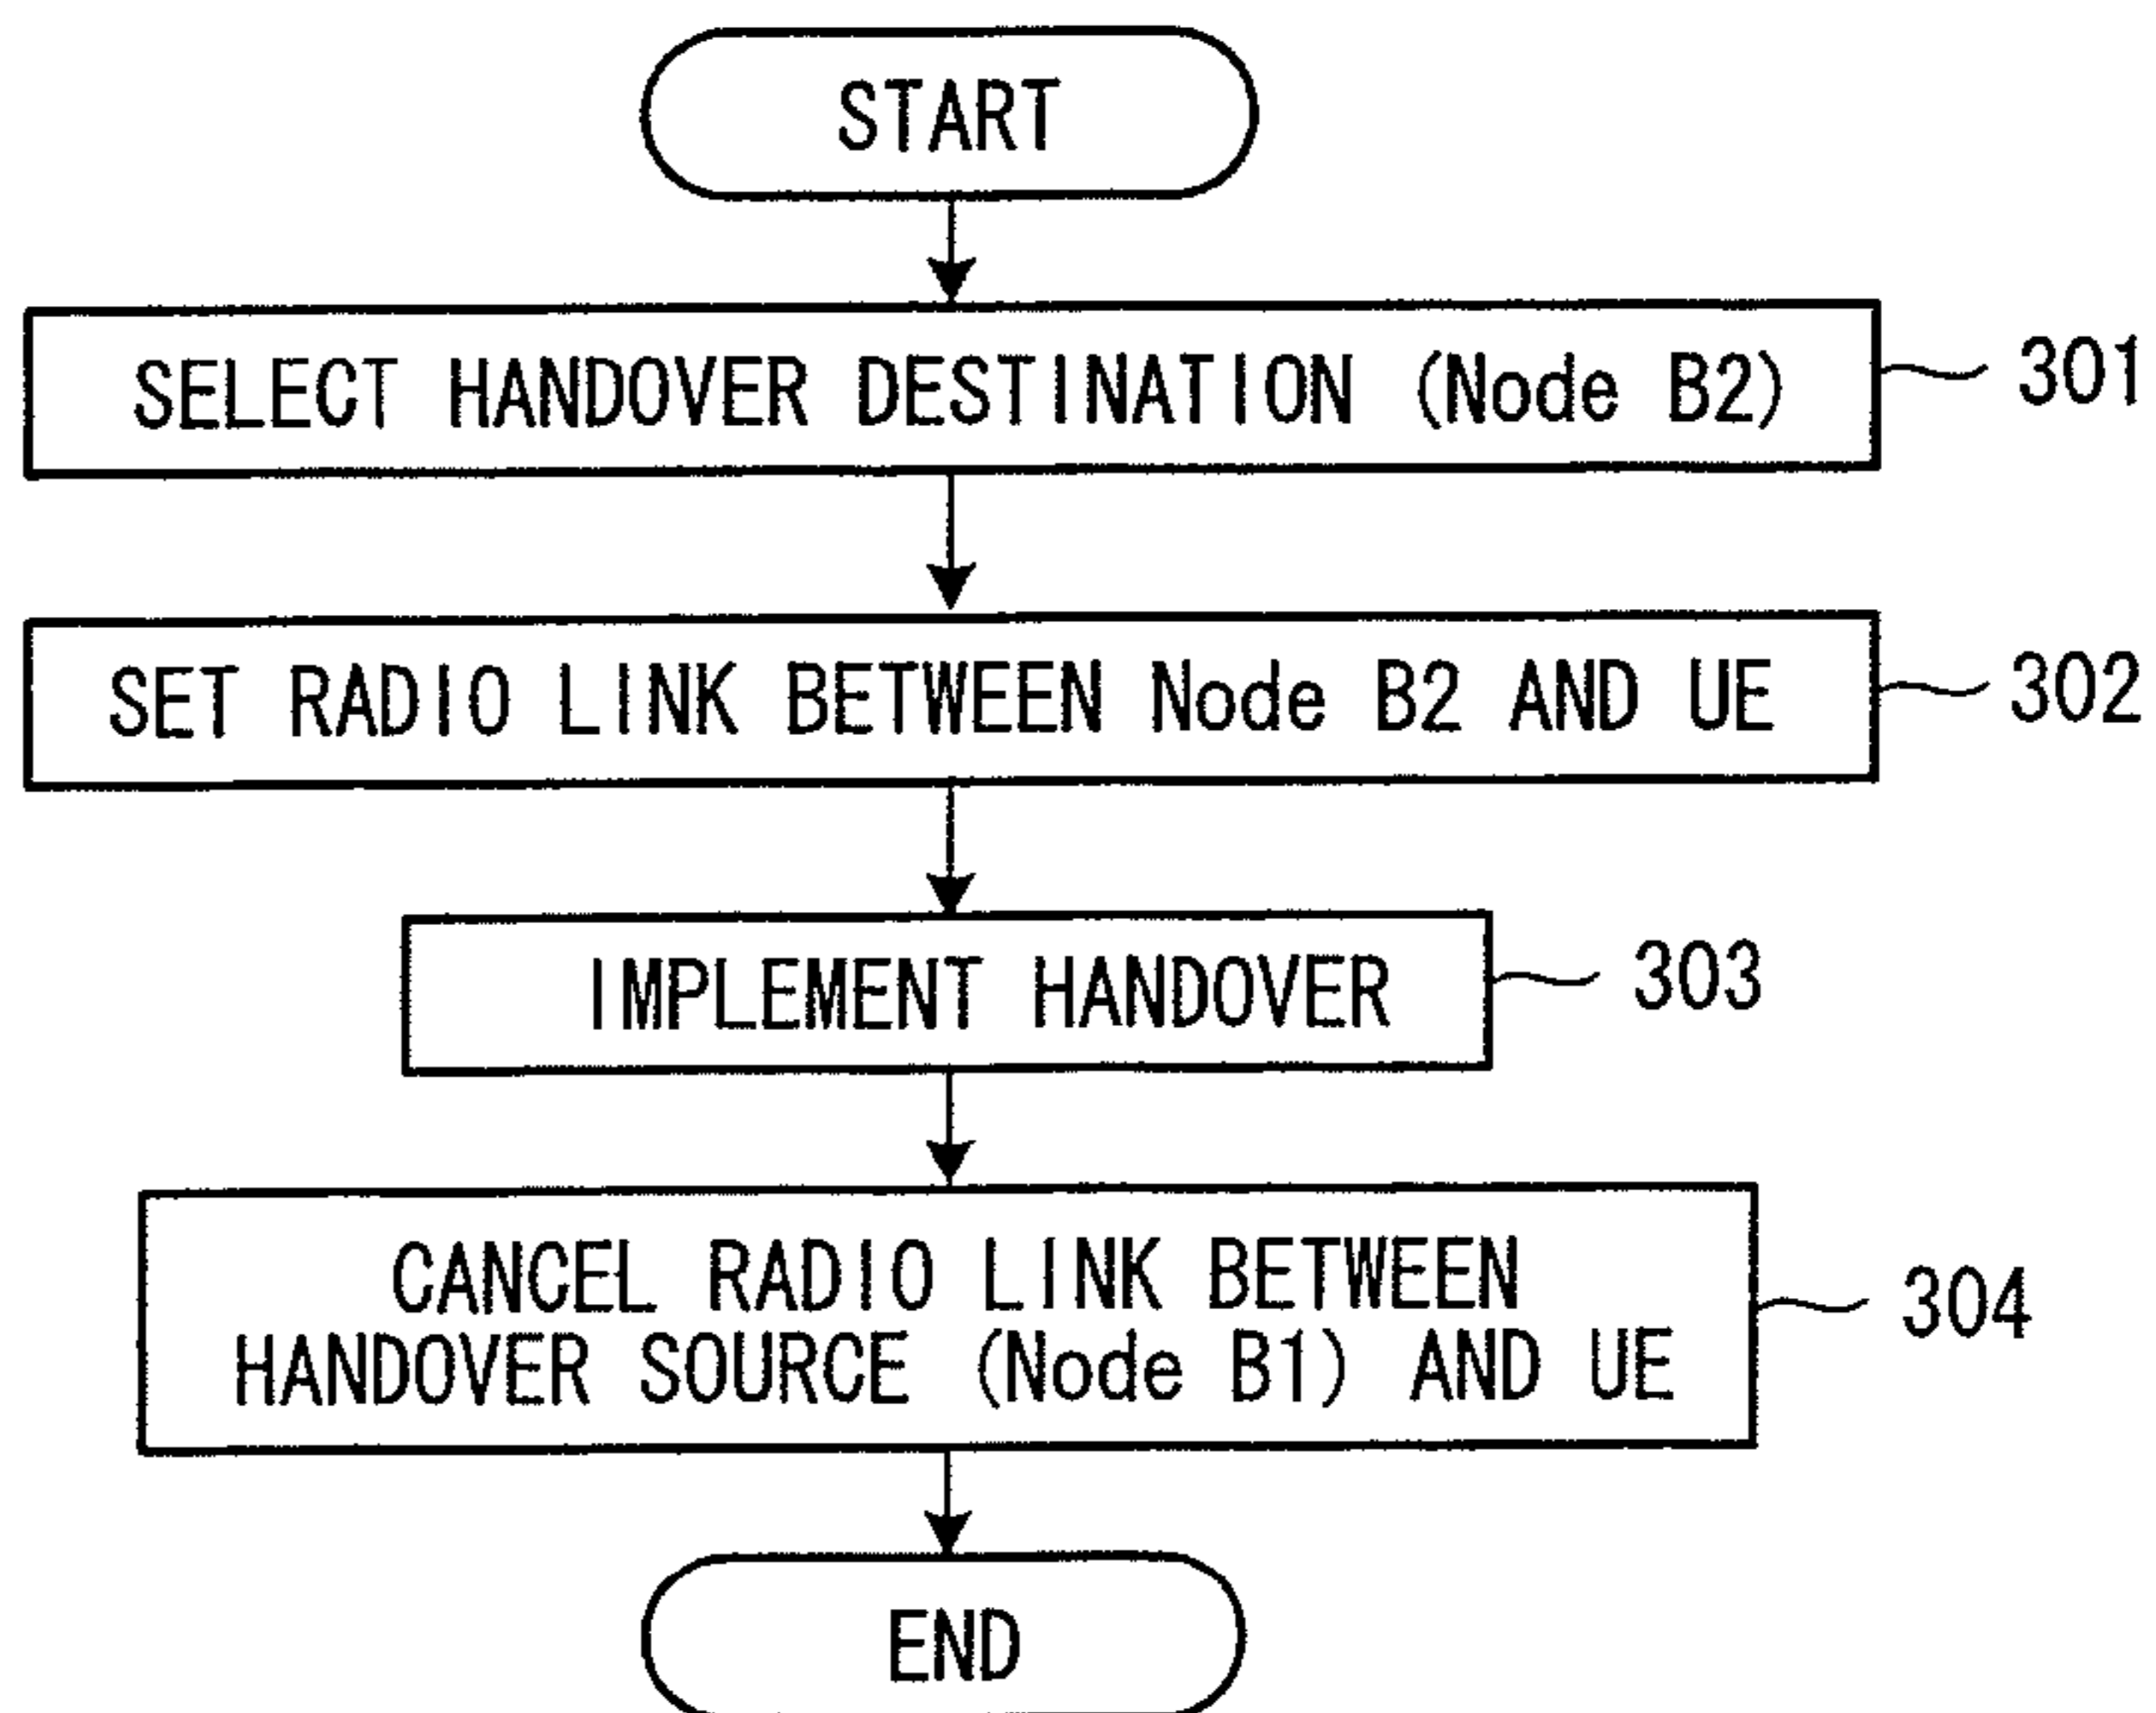 START
SELECT HANDOVER DESTINATION (Node B2)
301
SET RADIO LINK BETWEEN Node B2 AND UE
302
IMPLEMENT HANDOVER
303
CANCEL RADIO LINK BETWEEN
HANDOVER SOURCE (Node B1) AND UE
304
END